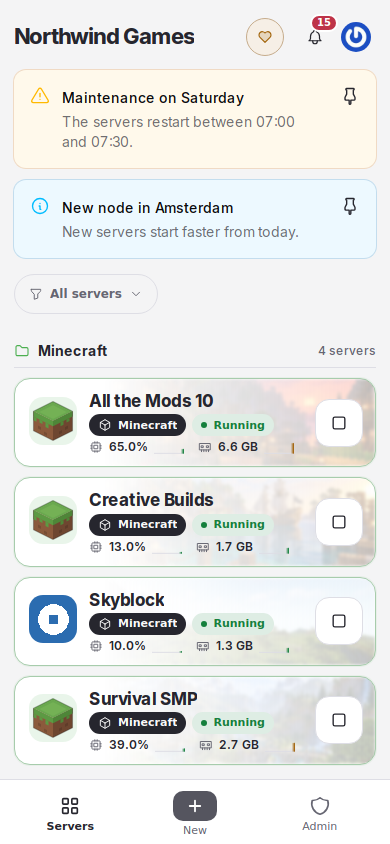 Northwind Games
15
Maintenance on Saturday
The servers restart between 07:00
and 07:30.
New node in Amsterdam
New servers start faster from today.
All servers
Minecraft
4 servers
All the Mods 10
Minecraft
Running
65.0%
6.6 GB
Creative Builds
Minecraft
Running
13.0%
1.7 GB
Skyblock
Minecraft
Running
10.0%
1.3 GB
Survival SMP
Minecraft
Running
39.0%
2.7 GB
Servers
New
Admin